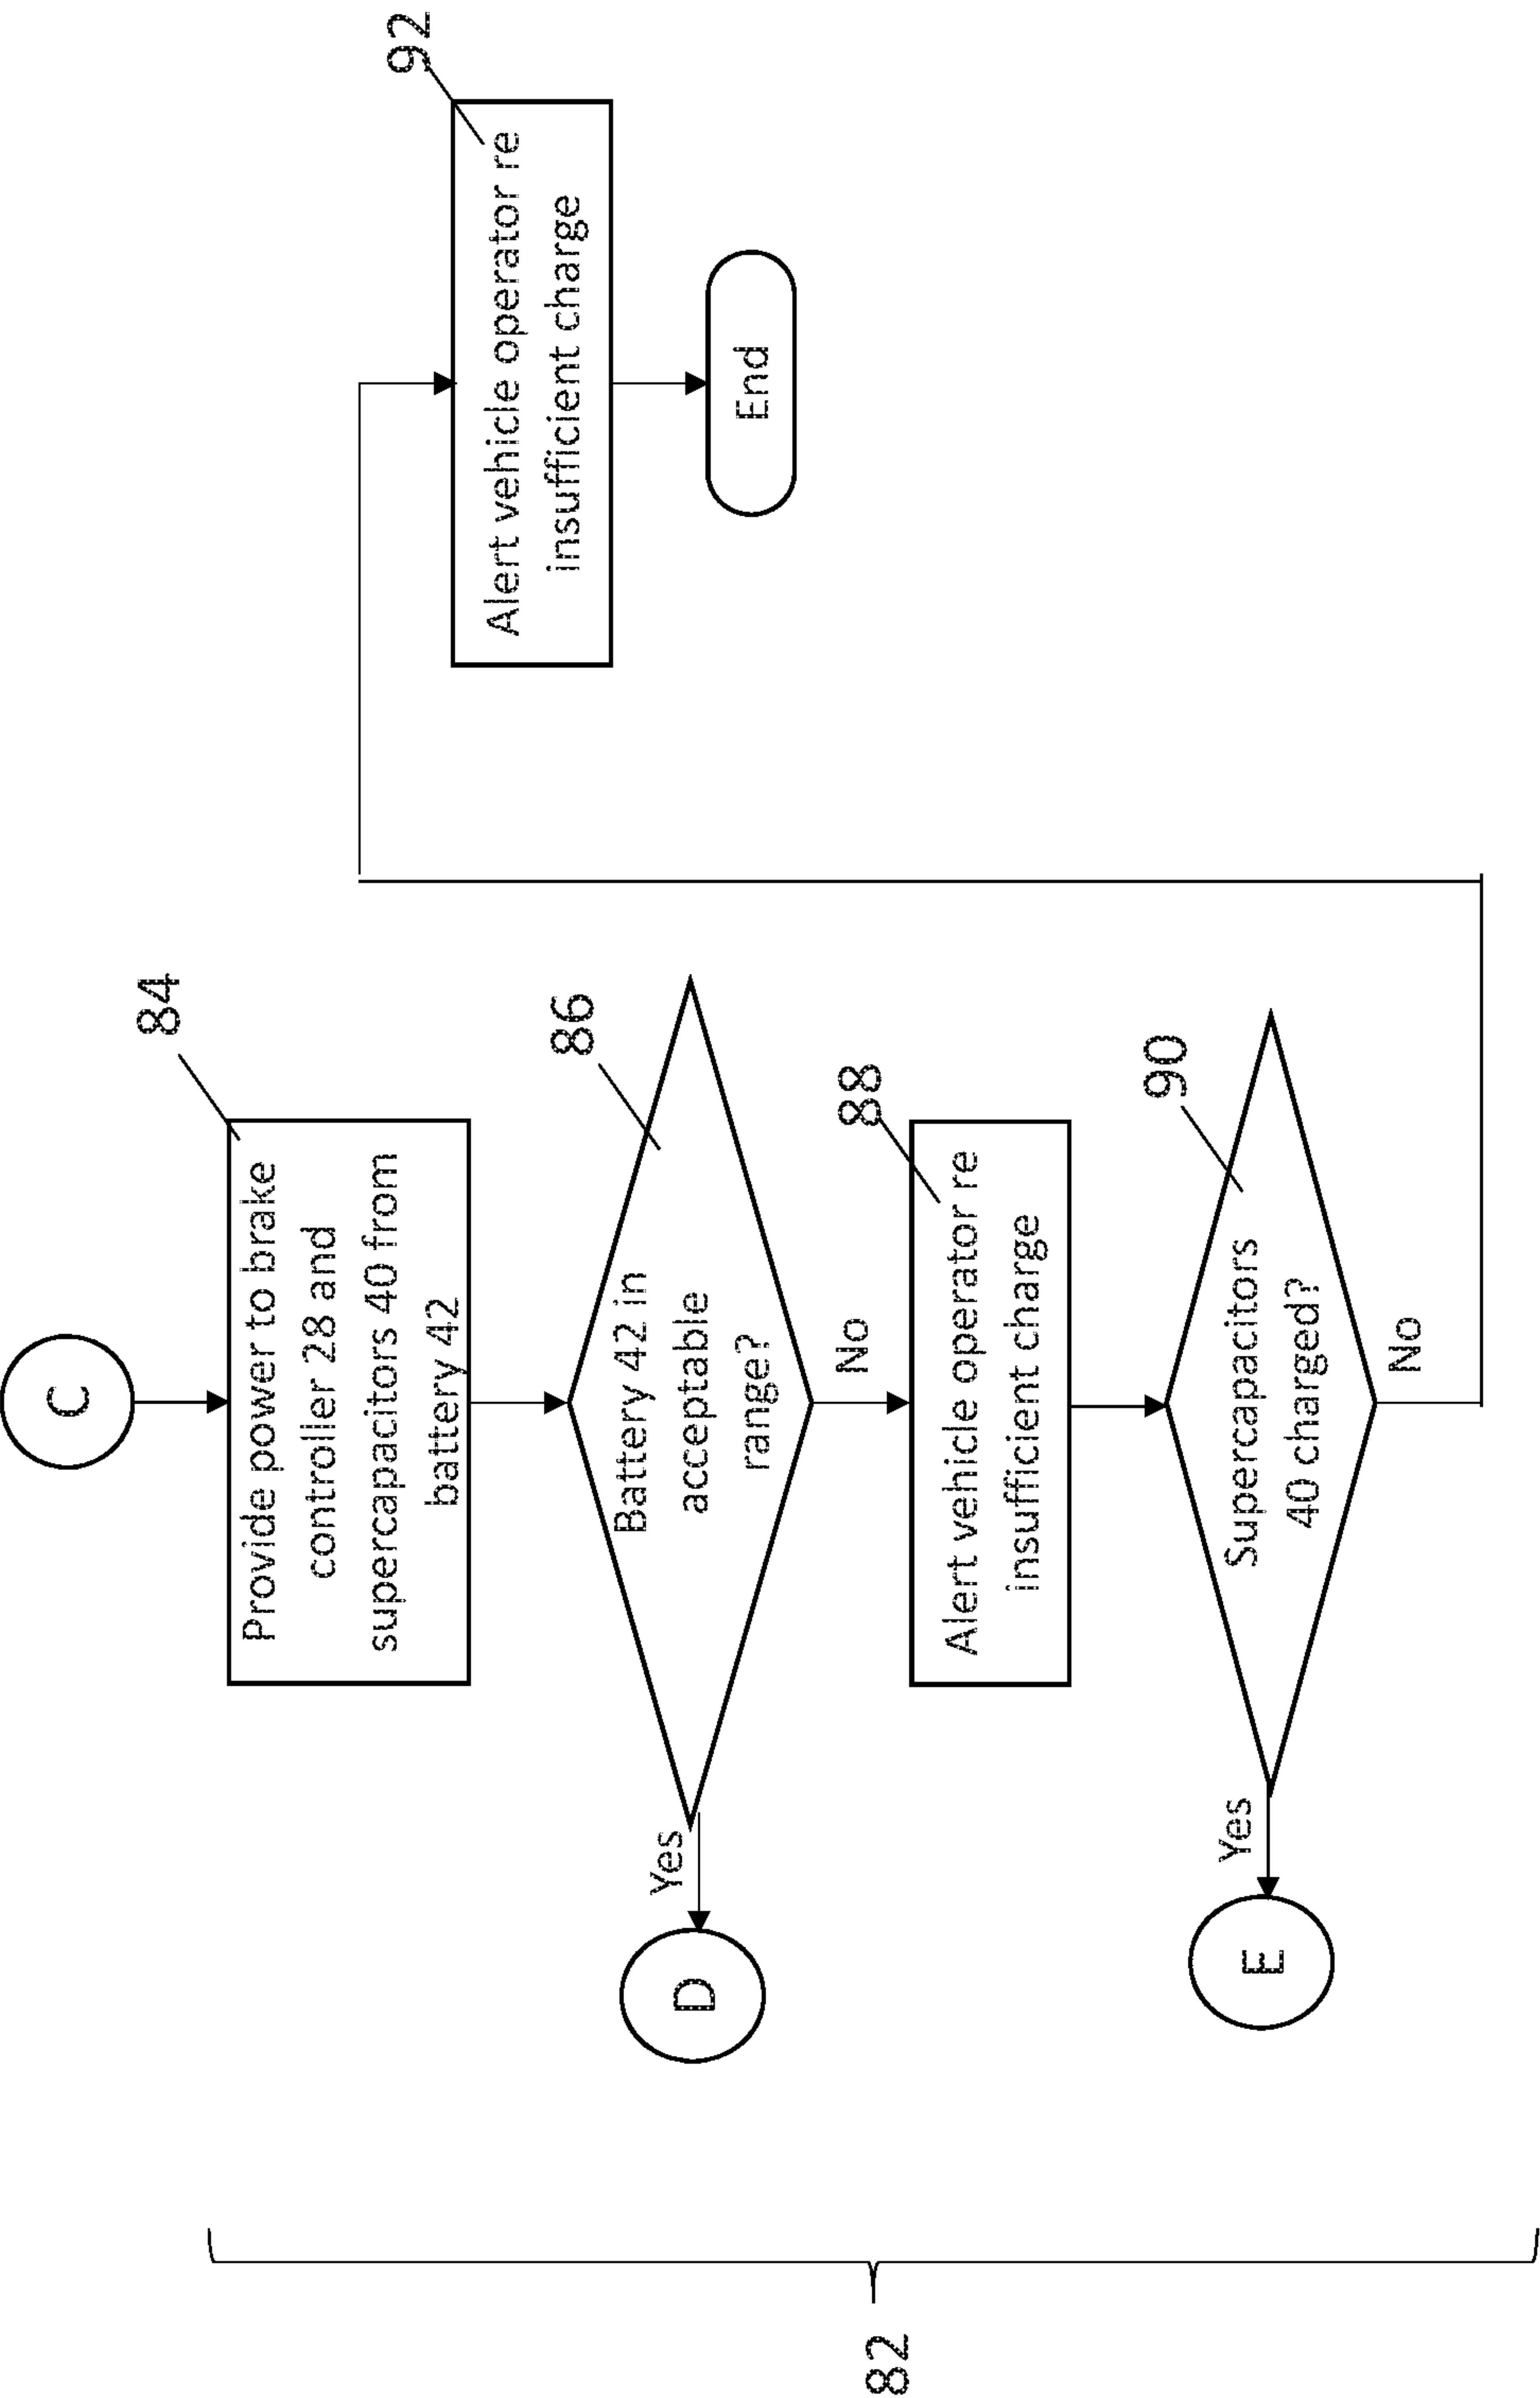 C
84
Provide power to brake
controller 28 and
supercapacitors 40 from
battery 42
86
Battery 42 in
acceptable
range?
Yes
D
No
88
Alert vehicle operator re
insufficient charge
90
Supercapacitors
40 charged?
Yes
E
No
82
92
Alert vehicle operator re
insufficient charge
End